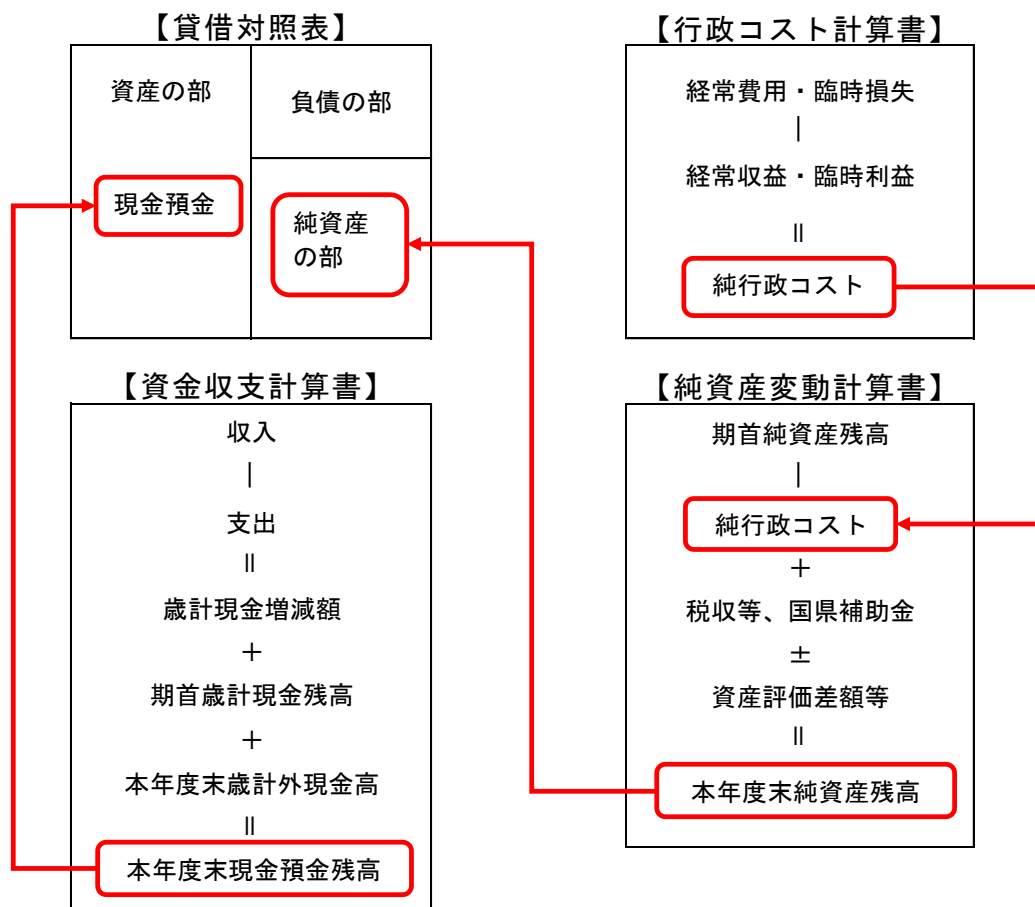 【貸借対照表】
資産の部
負債の部
現金預金
純資産
の部
【行政コスト計算書】
経常費用・臨時損失
｜
経常収益・臨時利益
＝
純行政コスト
【資金収支計算書】
収入
｜
支出
＝
歳計現金増減額
＋
期首歳計現金残高
＋
本年度末歳計外現金高
＝
本年度末現金預金残高
【純資産変動計算書】
期首純資産残高
｜
純行政コスト
＋
税収等、国県補助金
±
資産評価差額等
＝
本年度末純資産残高